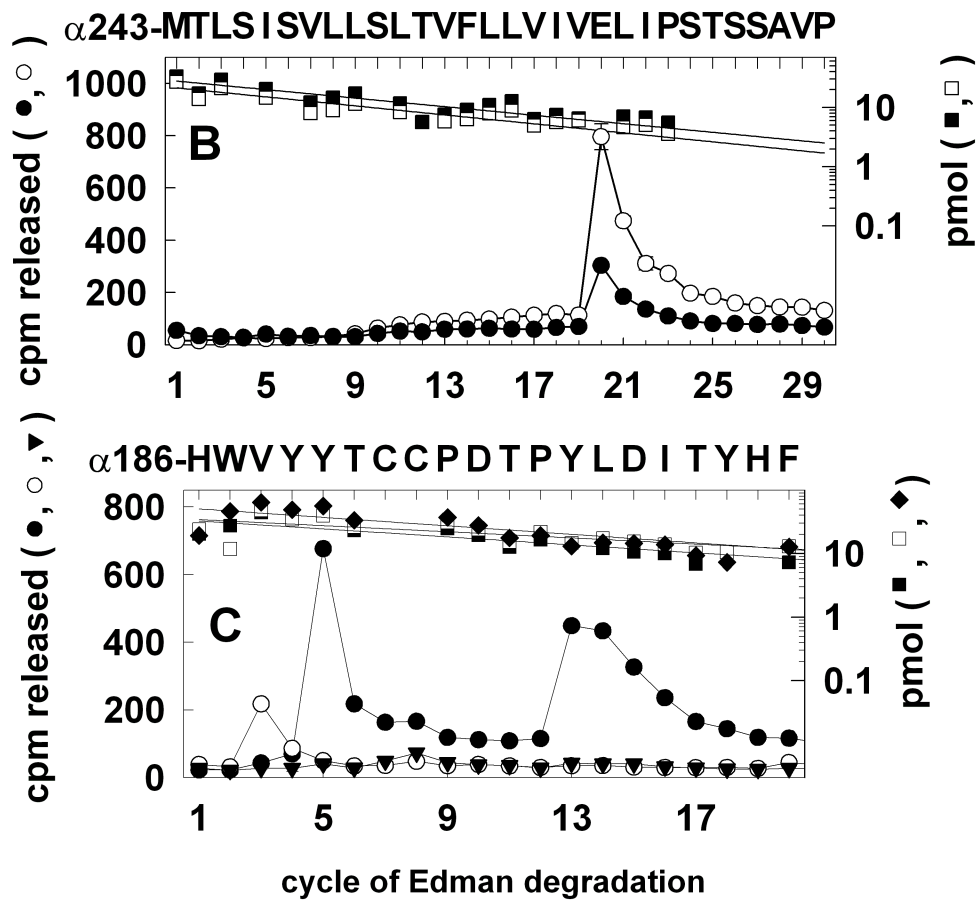 α243-MTLSISVLLSLTVFLLVIVELIPSTSSAVP
cpm released (●,○)
1000
800
600
400
200
0
B
10
1
0.1
pmol (■,□)
1 5 9 13 17 21 25 29
α186-HWVYYTCCPDTPYLDITYHF
cpm released (●,○,▼)
800
600
400
200
0
C
10
1
0.1
pmol (■,□,◆)
1 5 9 13 17
cycle of Edman degradation